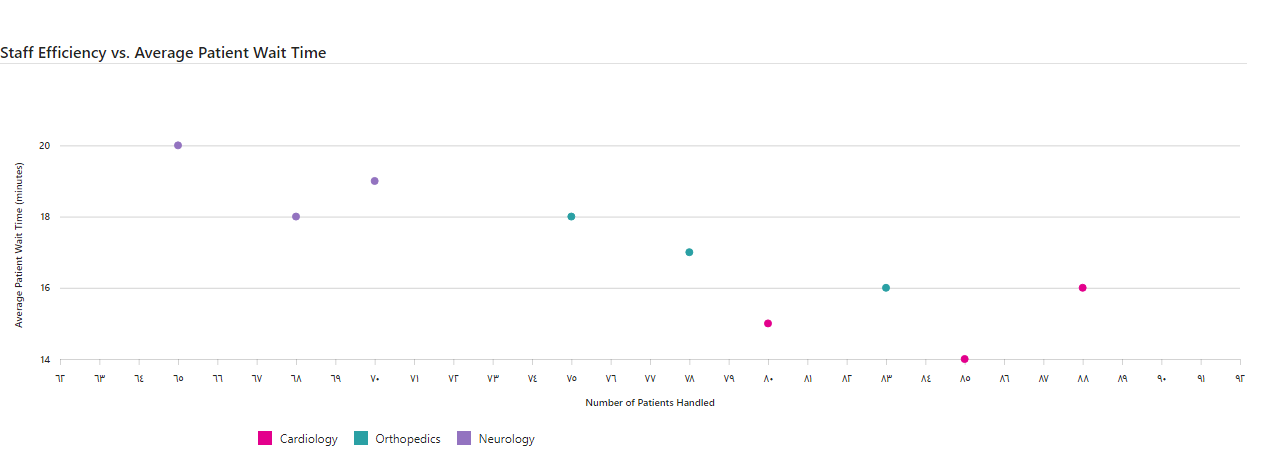 Staff Efficiency vs. Average Patient Wait Time
20
18
16
14
Average Patient Wait Time (minutes)
٦٢ ٦٣ ٦٤ ٦٥ ٦٦ ٦٧ ٦٨ ٦٩ ٧٠ ٧١ ٧٢ ٧٣ ٧٤ ٧٥ ٧٦ ٧٧ ٧٨ ٧٩ ٨٠ ٨١ ٨٢ ٨٣ ٨٤ ٨٥ ٨٦ ٨٧ ٨٨ ٨٩ ٩٠ ٩١ ٩٢
Number of Patients Handled
Cardiology Orthopedics Neurology